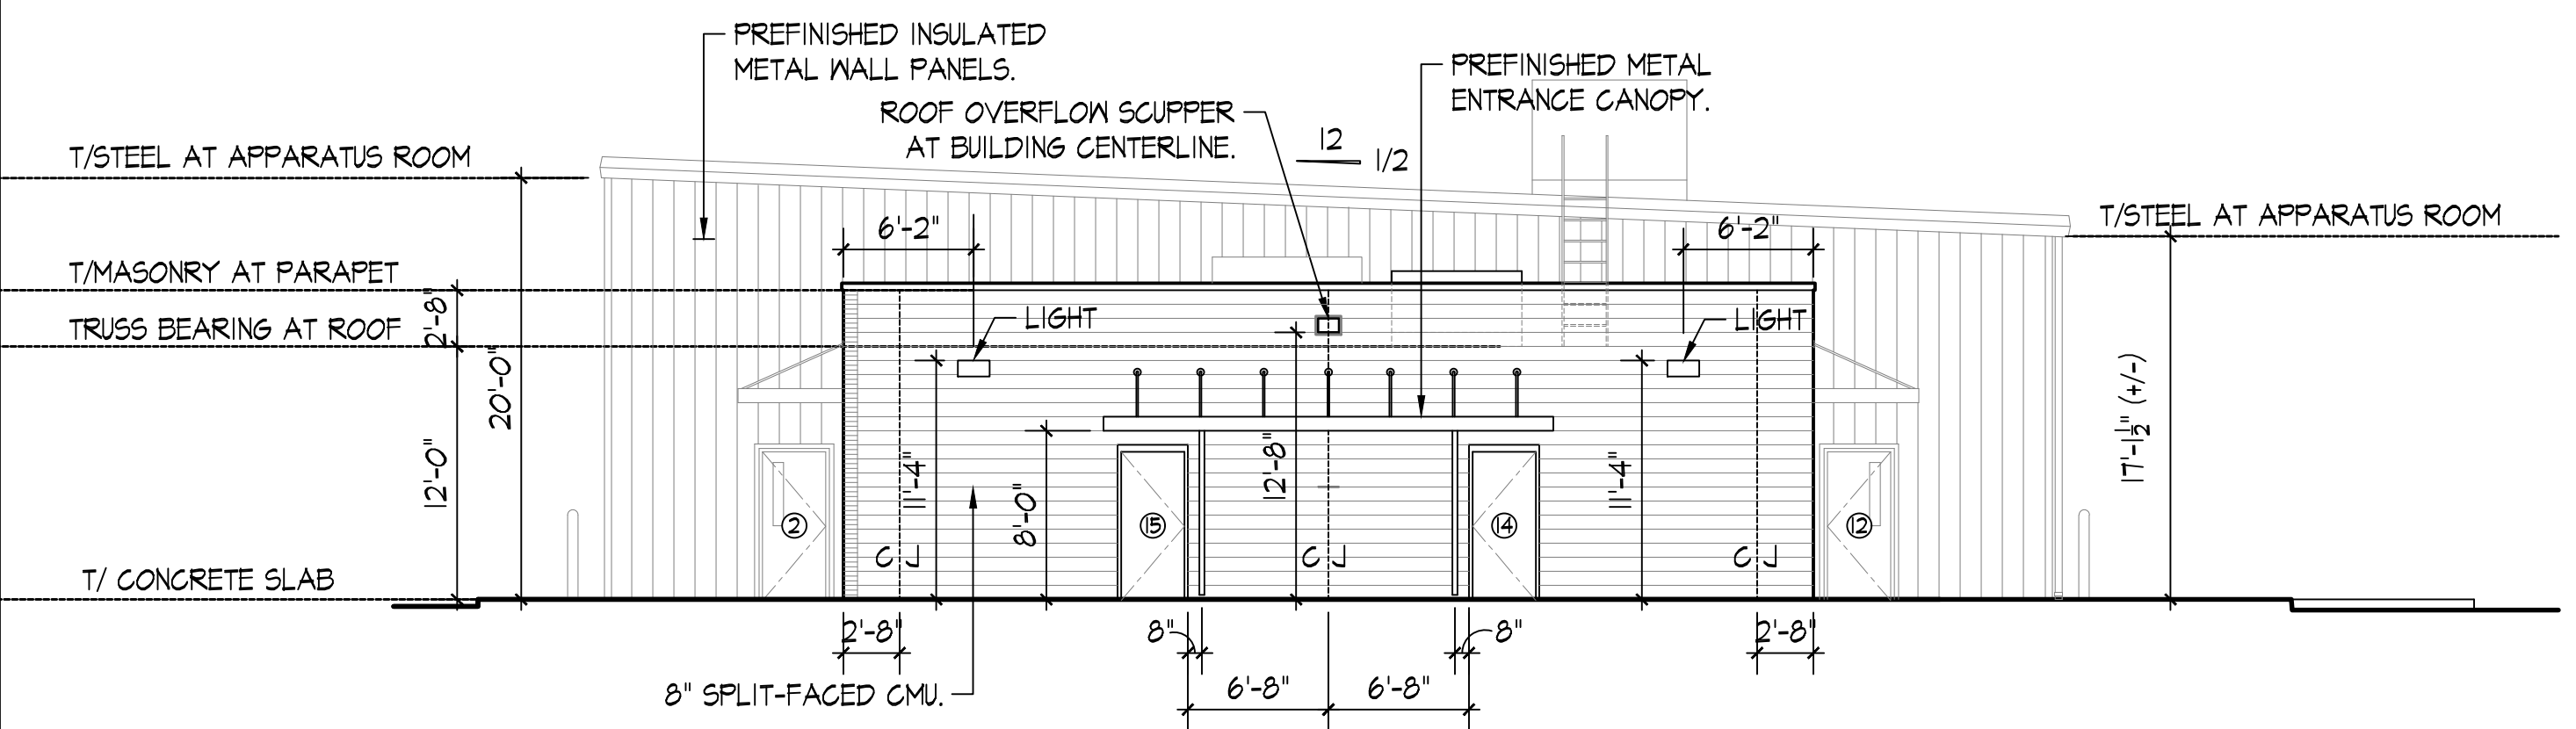 PREFINISHED INSULATED
METAL WALL PANELS.
PREFINISHED METAL
ENTRANCE CANOPY.
ROOF OVERFLOW SCUPPER
AT BUILDING CENTERLINE.
12
1/2
T/STEEL AT APPARATUS ROOM
T/STEEL AT APPARATUS ROOM
6'-2"
6'-2"
T/MASONRY AT PARAPET
2'-8"
TRUSS BEARING AT ROOF
LIGHT
LIGHT
20'-0"
12'-0"
11'-4"
8'-0"
12'-8"
11'-4"
17'-1 1/2" (+/-)
2
15
14
12
C J
C J
C J
T/ CONCRETE SLAB
2'-8"
8"
8"
2'-8"
8" SPLIT-FACED CMU.
6'-8"
6'-8"